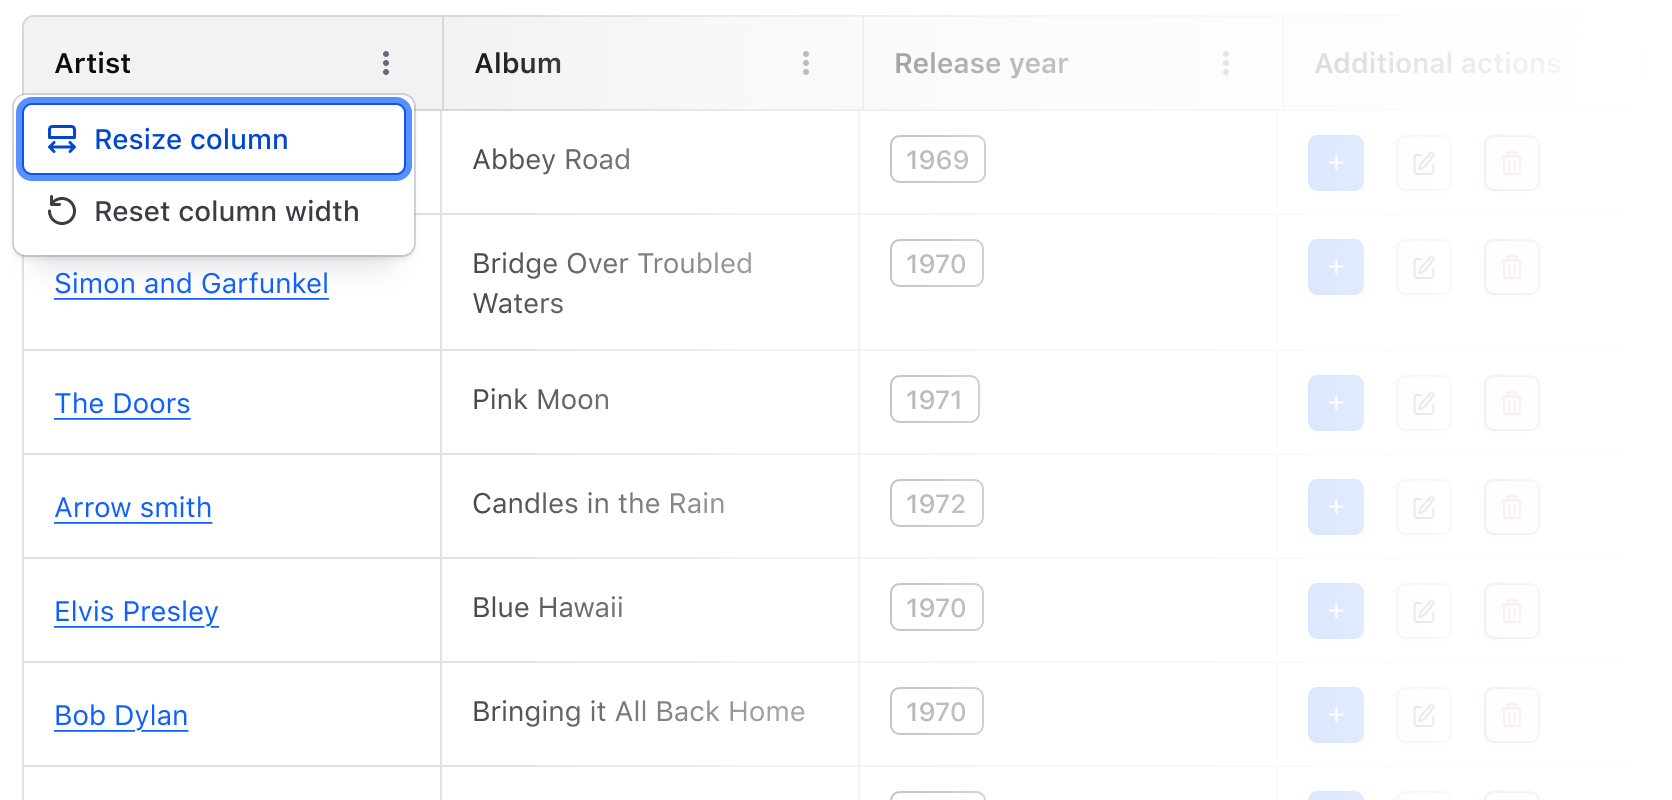 Artist
Album
Release year
Additional actions
Resize column
Reset column width
Abbey Road
1969
Simon and Garfunkel
Bridge Over Troubled
Waters
1970
The Doors
Pink Moon
1971
Arrow smith
Candles in the Rain
1972
Elvis Presley
Blue Hawaii
1970
Bob Dylan
Bringing it All Back Home
1970